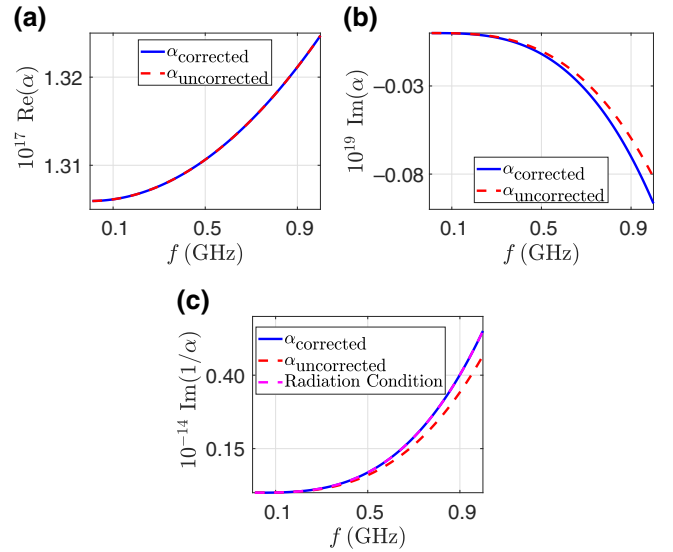 (a)
10^17 Re(α)
1.32
1.31
α_corrected
α_uncorrected
0.1 0.5 0.9
f (GHz)
(b)
10^19 Im(α)
−0.03
−0.08
α_corrected
α_uncorrected
0.1 0.5 0.9
f (GHz)
(c)
10^−14 Im(1/α)
0.40
0.15
α_corrected
α_uncorrected
Radiation Condition
0.1 0.5 0.9
f (GHz)